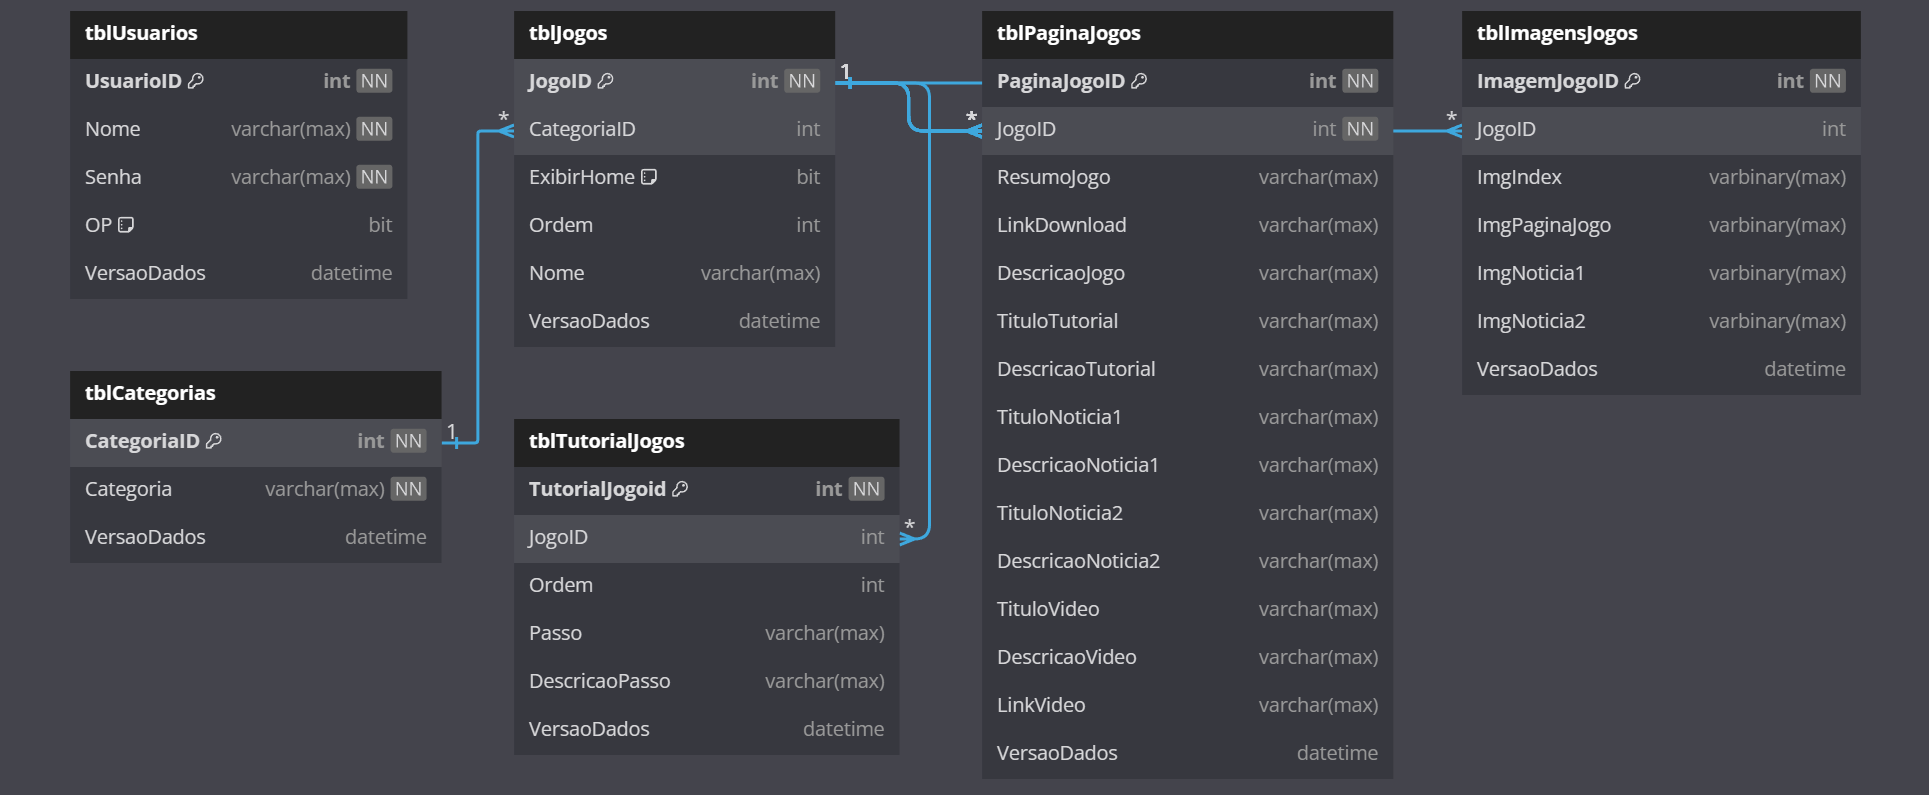 tblUsuarios
UsuarioID int NN
Nome varchar(max) NN
Senha varchar(max) NN
OP bit
VersaoDados datetime
tblCategorias
1
CategoriaID int NN
Categoria varchar(max) NN
VersaoDados datetime
tblJogos
1
JogoID int NN
*
CategoriaID int
ExibirHome bit
Ordem int
Nome varchar(max)
VersaoDados datetime
tblTutorialJogos
TutorialJogoid int NN
*
JogoID int
Ordem int
Passo varchar(max)
DescricaoPasso varchar(max)
VersaoDados datetime
tblPaginaJogos
PaginaJogoID int NN
*
JogoID int NN
ResumoJogo varchar(max)
LinkDownload varchar(max)
DescricaoJogo varchar(max)
TituloTutorial varchar(max)
DescricaoTutorial varchar(max)
TituloNoticia1 varchar(max)
DescricaoNoticia1 varchar(max)
TituloNoticia2 varchar(max)
DescricaoNoticia2 varchar(max)
TituloVideo varchar(max)
DescricaoVideo varchar(max)
LinkVideo varchar(max)
VersaoDados datetime
tblImagensJogos
ImagemJogoID int NN
*
JogoID int
ImgIndex varbinary(max)
ImgPaginaJogo varbinary(max)
ImgNoticia1 varbinary(max)
ImgNoticia2 varbinary(max)
VersaoDados datetime